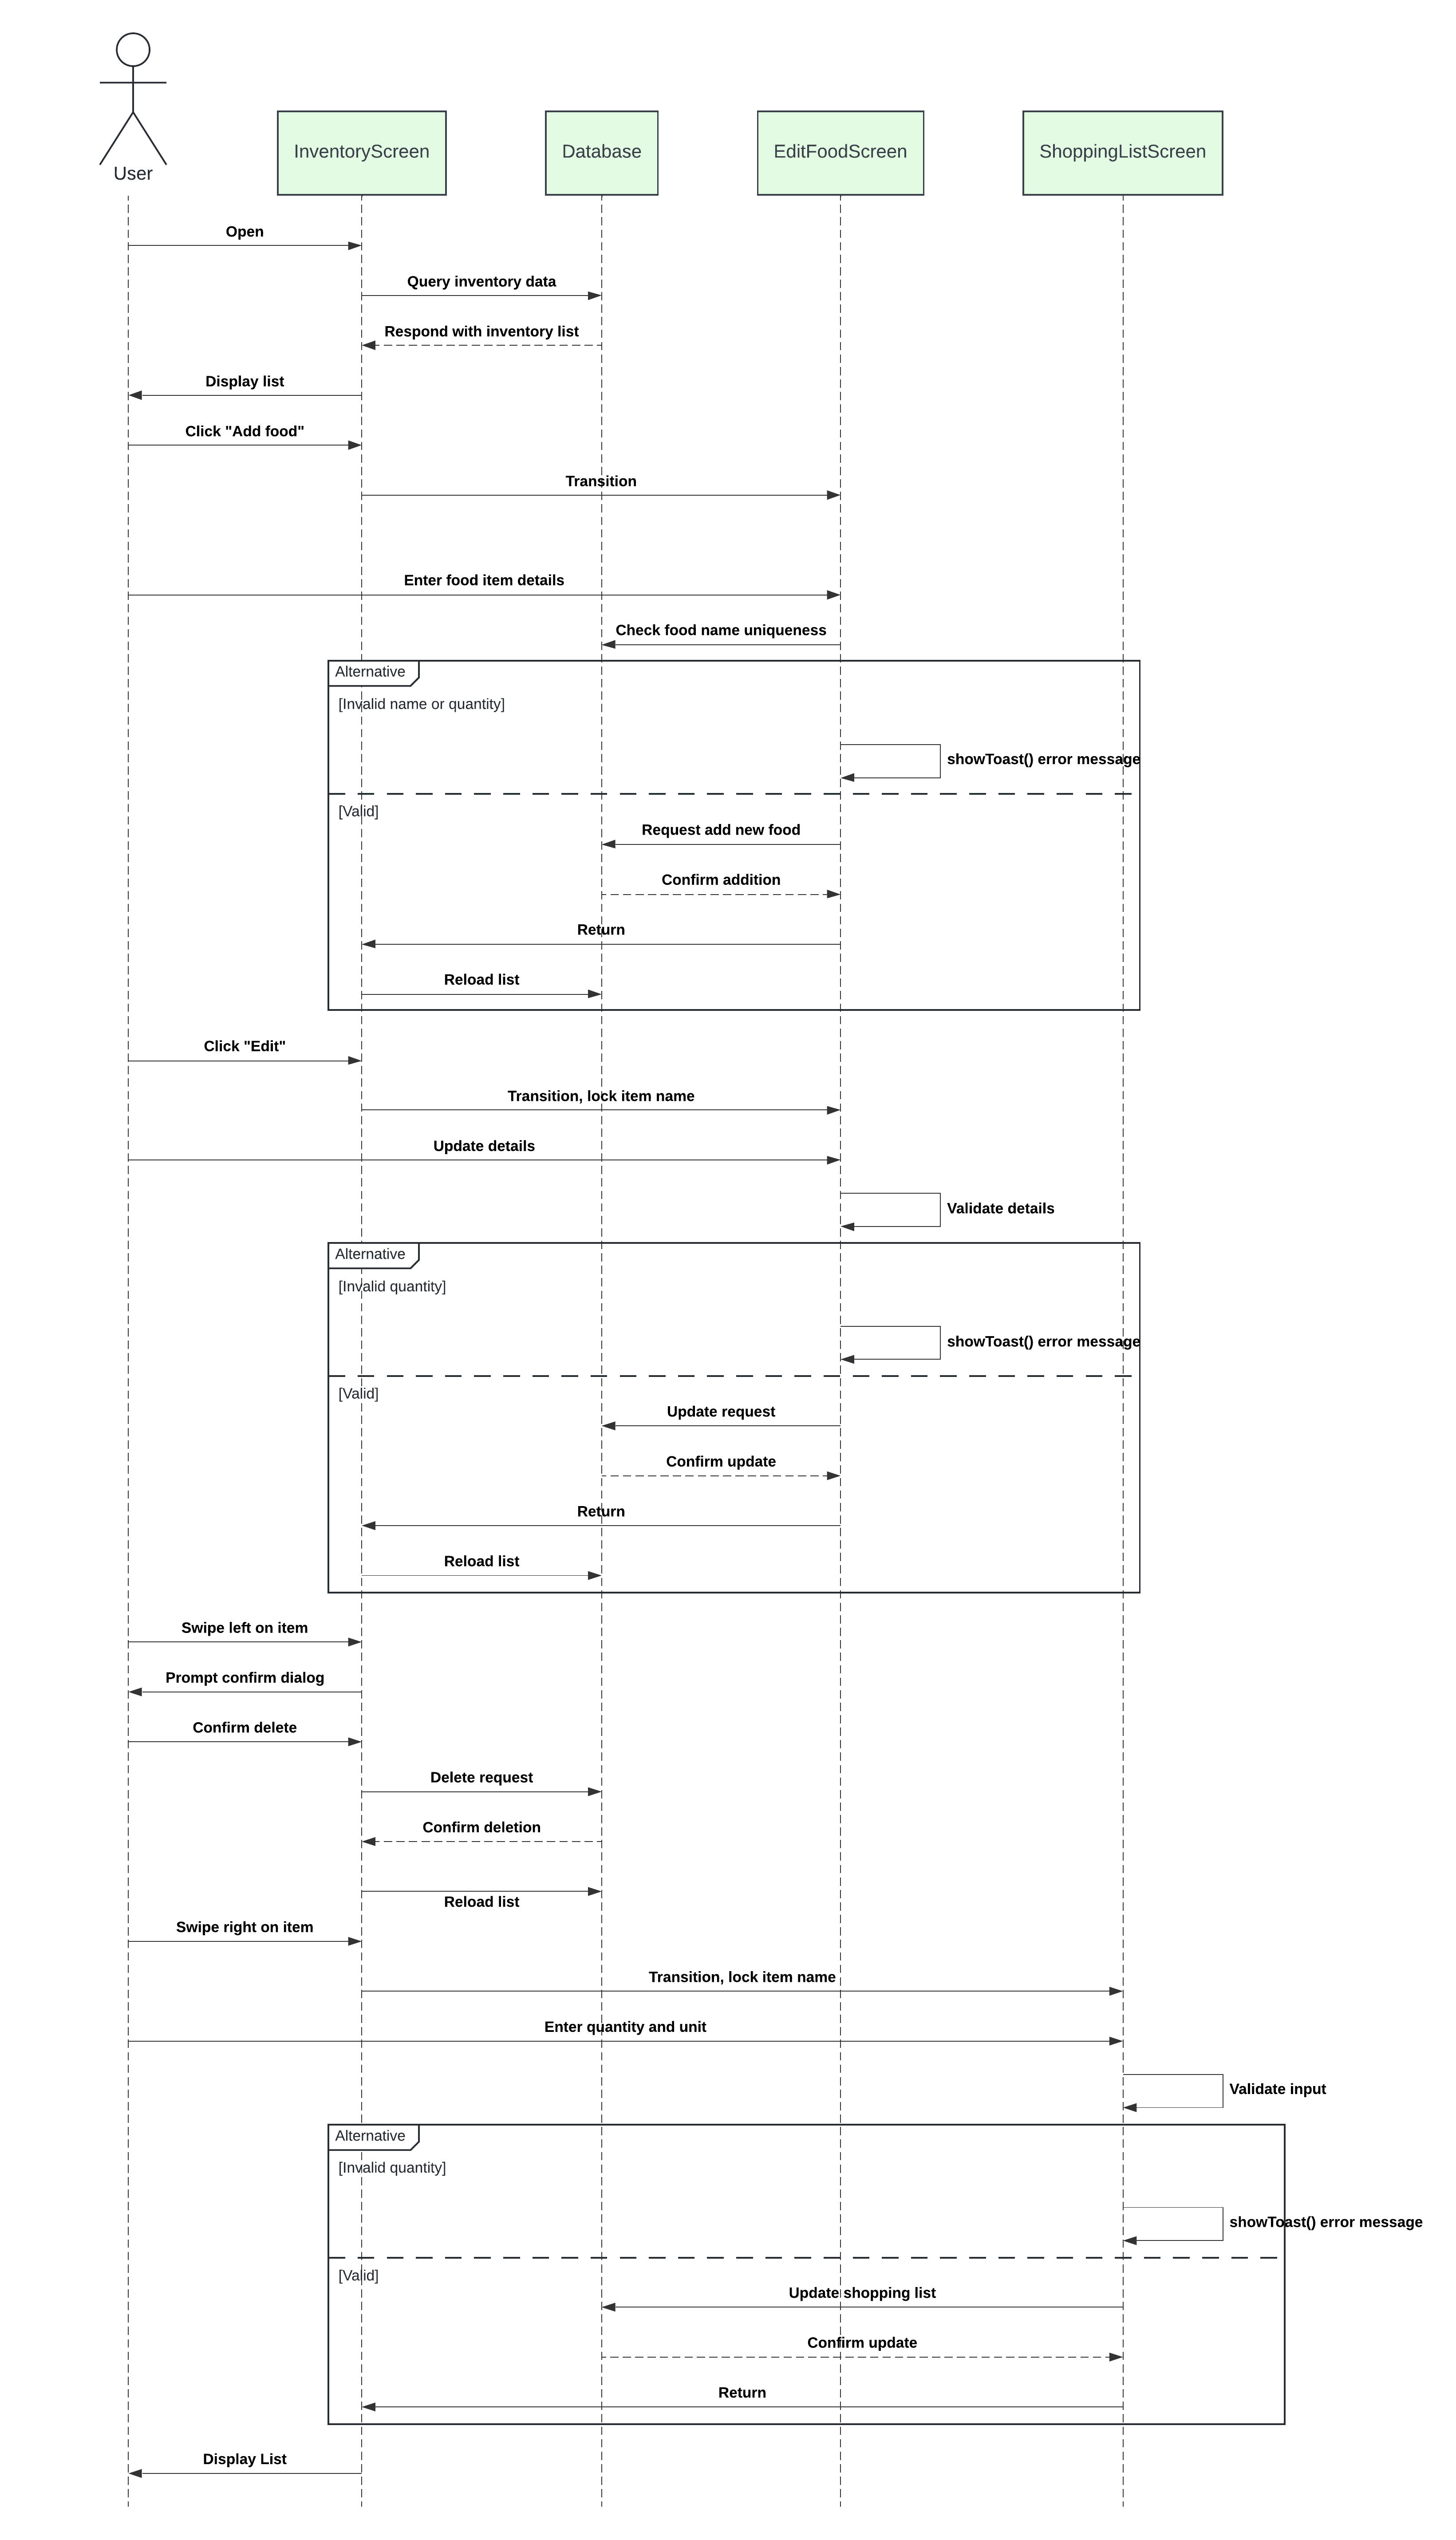 User
InventoryScreen
Database
EditFoodScreen
ShoppingListScreen
Open
Query inventory data
Respond with inventory list
Display list
Click "Add food"
Transition
Enter food item details
Check food name uniqueness
Alternative
[Invalid name or quantity]
showToast() error message
[Valid]
Request add new food
Confirm addition
Return
Reload list
Click "Edit"
Transition, lock item name
Update details
Validate details
Alternative
[Invalid quantity]
showToast() error message
[Valid]
Update request
Confirm update
Return
Reload list
Swipe left on item
Prompt confirm dialog
Confirm delete
Delete request
Confirm deletion
Reload list
Swipe right on item
Transition, lock item name
Enter quantity and unit
Validate input
Alternative
[Invalid quantity]
showToast() error message
[Valid]
Update shopping list
Confirm update
Return
Display List